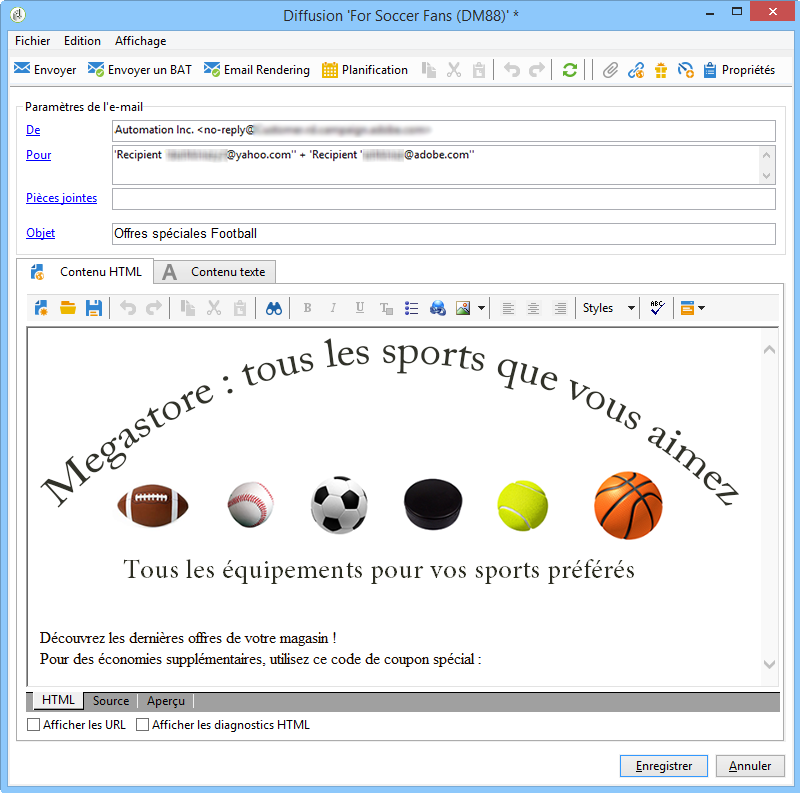 Diffusion 'For Soccer Fans (DM88)' *
Fichier Edition Affichage
Envoyer Envoyer un BAT Email Rendering Planification Propriétés
Paramètres de l'e-mail
De Automation Inc. <no-reply@
Pour 'Recipient @yahoo.com'' + 'Recipient ' @adobe.com''
Pièces jointes
Objet Offres spéciales Football
Contenu HTML A Contenu texte
B I U T Styles ABC
Megastore : tous les sports que vous aimez
Tous les équipements pour vos sports préférés
Découvrez les dernières offres de votre magasin !
Pour des économies supplémentaires, utilisez ce code de coupon spécial :
HTML Source Aperçu
Afficher les URL Afficher les diagnostics HTML
Enregistrer Annuler